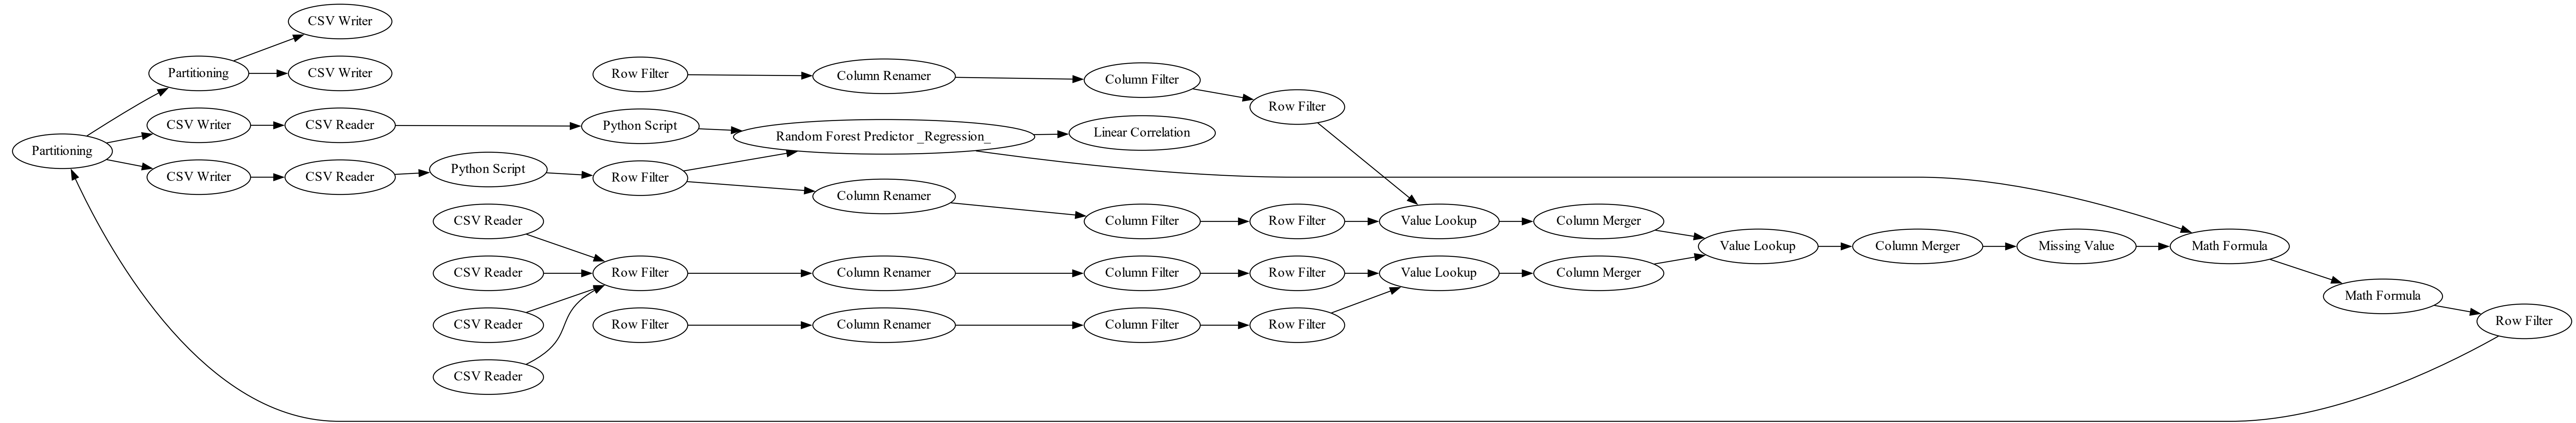 CSV Writer
Partitioning
CSV Writer
Row Filter
Column Renamer
Column Filter
Row Filter
CSV Writer
CSV Reader
Python Script
Random Forest Predictor _Regression_
Linear Correlation
Partitioning
CSV Writer
CSV Reader
Python Script
Row Filter
Column Renamer
CSV Reader
Column Filter
Row Filter
Value Lookup
Column Merger
Value Lookup
Column Merger
Missing Value
Math Formula
CSV Reader
Row Filter
Column Renamer
Column Filter
Row Filter
Value Lookup
Column Merger
Math Formula
CSV Reader
Row Filter
Column Renamer
Column Filter
Row Filter
Row Filter
CSV Reader